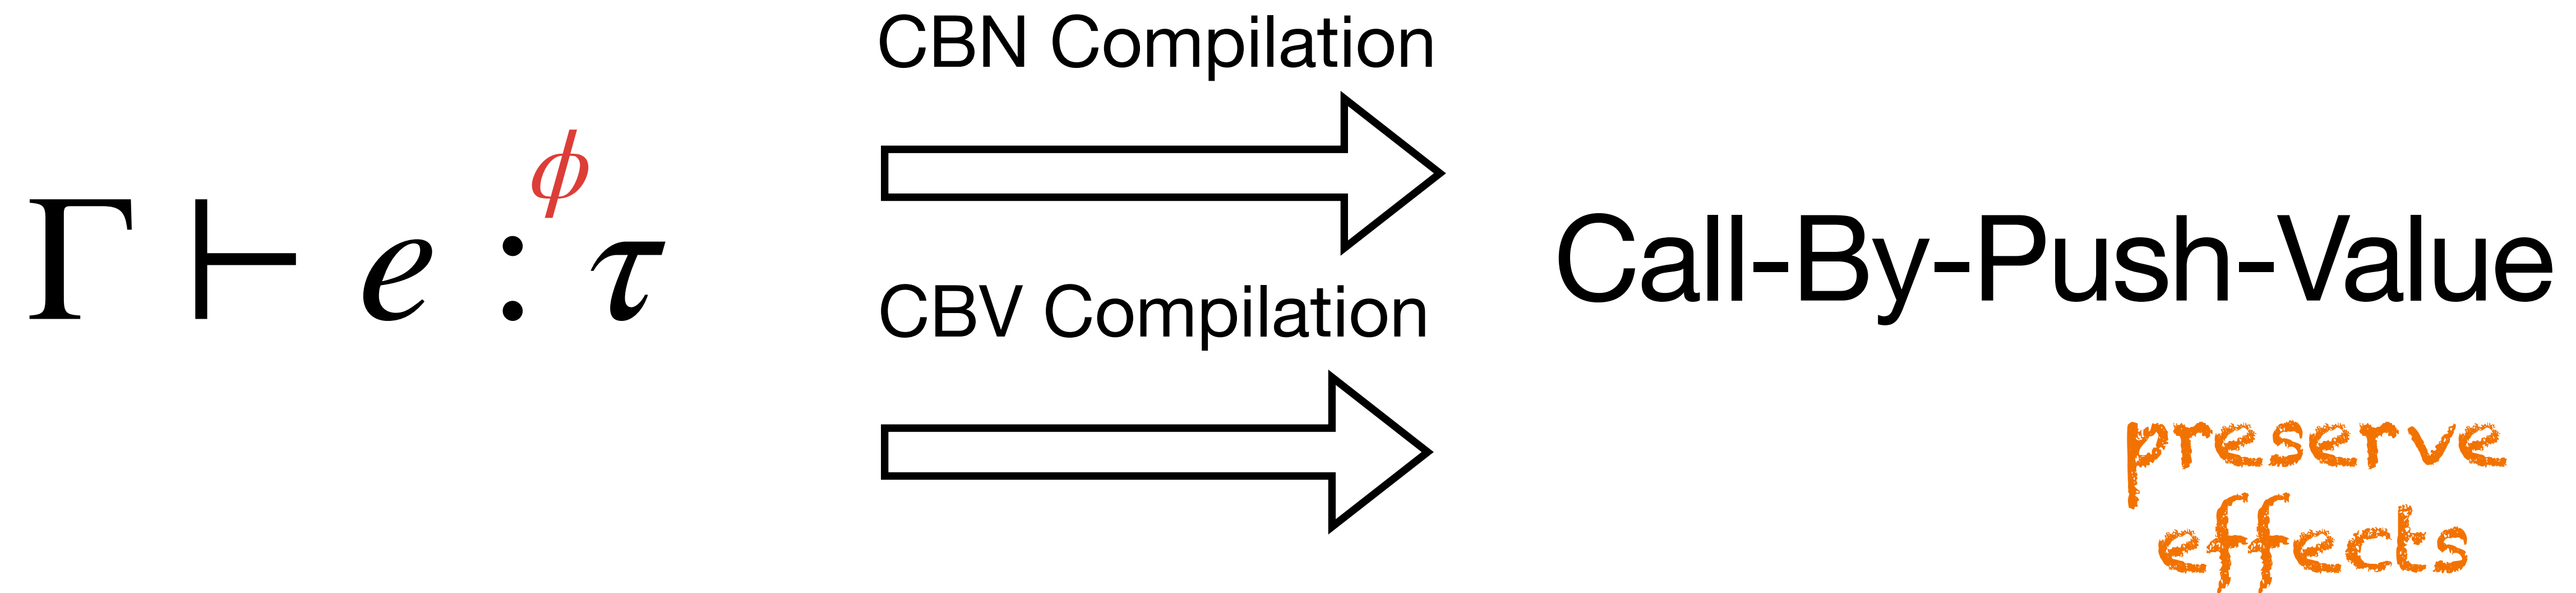 CBN Compilation
Γ ⊢ e :ᵠ τ
CBV Compilation
Call-By-Push-Value
preserve
effects